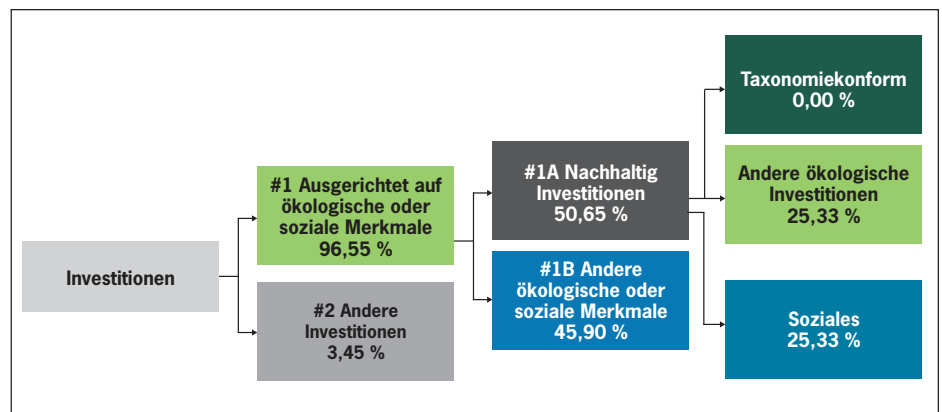 Investitionen
#1 Ausgerichtet auf
ökologische oder
soziale Merkmale
96,55 %
#2 Andere
Investitionen
3,45 %
#1A Nachhaltig
Investitionen
50,65 %
#1B Andere
ökologische oder
soziale Merkmale
45,90 %
Taxonomiekonform
0,00 %
Andere ökologische
Investitionen
25,33 %
Soziales
25,33 %